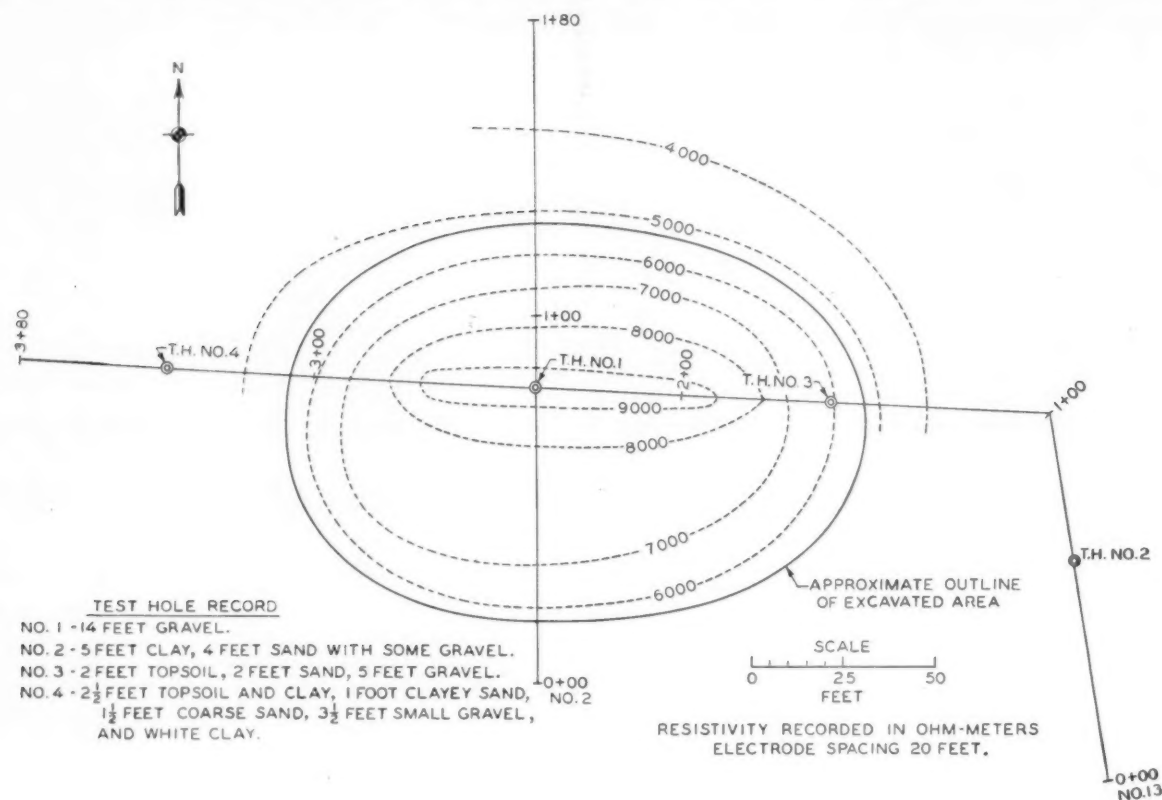 1+80
N
4000
5000
6000
7000
8000
9000
8000
7000
6000
3+80
T.H. NO. 4
3+00
1+00
T.H. NO. 1
2+00
T.H. NO. 3
1+00
T.H. NO. 2
APPROXIMATE OUTLINE
OF EXCAVATED AREA
TEST HOLE RECORD
NO. 1 - 14 FEET GRAVEL.
NO. 2 - 5 FEET CLAY, 4 FEET SAND WITH SOME GRAVEL.
NO. 3 - 2 FEET TOPSOIL, 2 FEET SAND, 5 FEET GRAVEL.
NO. 4 - 2½ FEET TOPSOIL AND CLAY, 1 FOOT CLAYEY SAND,
1½ FEET COARSE SAND, 3½ FEET SMALL GRAVEL,
AND WHITE CLAY.
0+00
NO. 2
SCALE
0 25 50
FEET
RESISTIVITY RECORDED IN OHM-METERS
ELECTRODE SPACING 20 FEET.
0+00
NO. 13